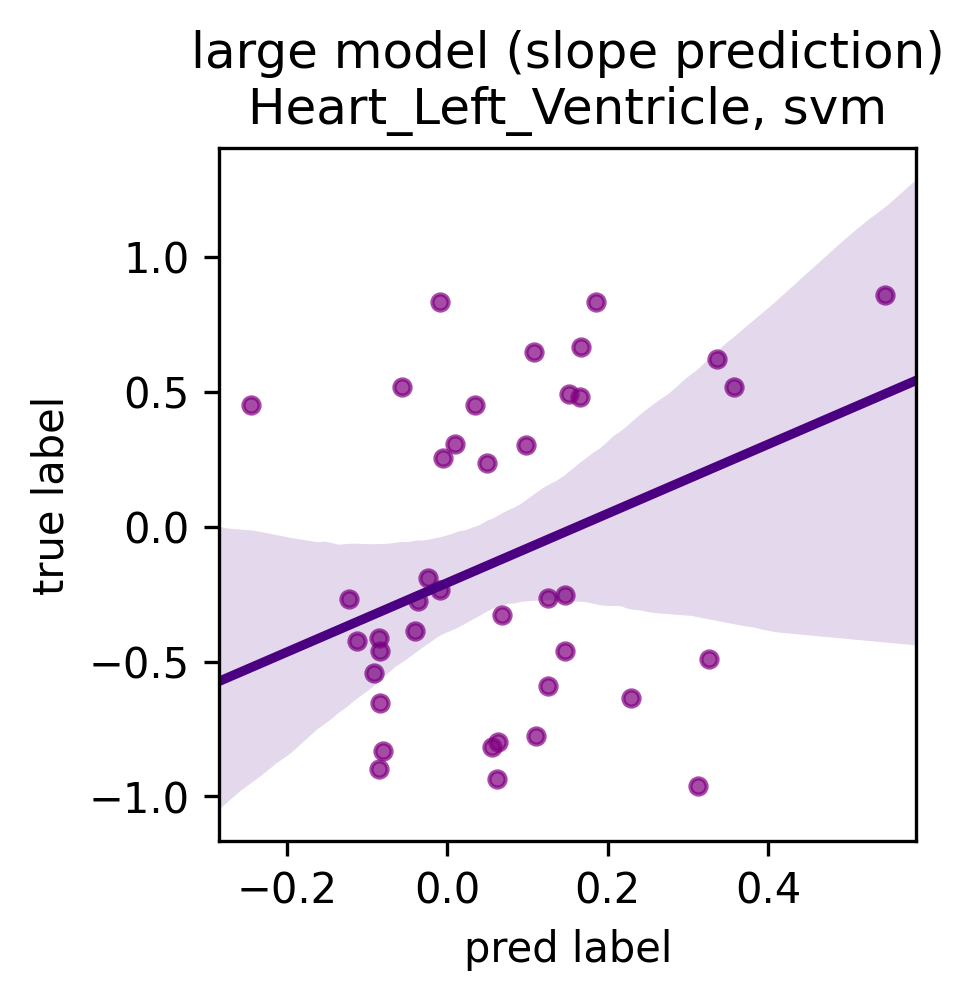 large model (slope prediction)
Heart_Left_Ventricle, svm
1.0
0.5
0.0
−0.5
−1.0
true label
−0.2
0.0
0.2
0.4
pred label